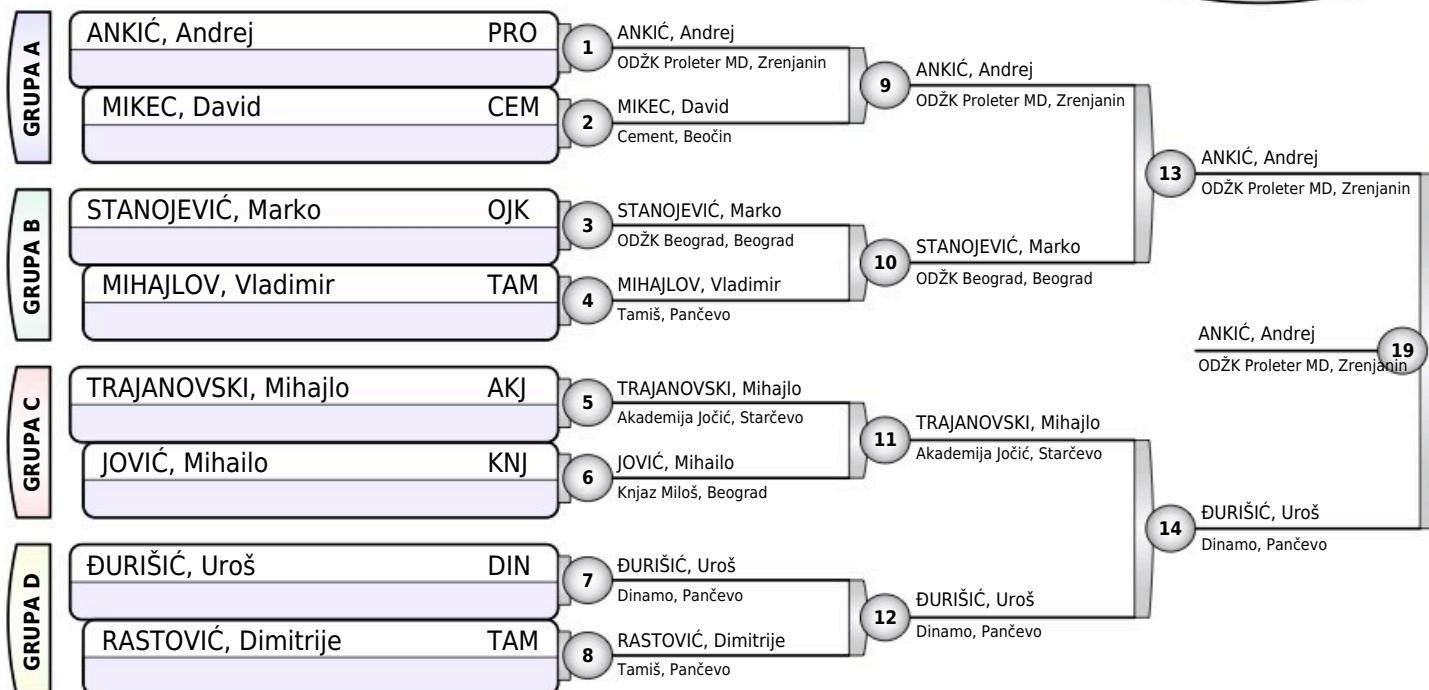 GRUPA A
ANKIĆ, Andrej PRO
MIKEC, David CEM
GRUPA B
STANOJEVIĆ, Marko OJK
MIHAJLOV, Vladimir TAM
GRUPA C
TRAJANOVSKI, Mihajlo AKJ
JOVIĆ, Mihailo KNJ
GRUPA D
ĐURIŠIĆ, Uroš DIN
RASTOVIĆ, Dimitrije TAM
1
ANKIĆ, Andrej
ODŽK Proleter MD, Zrenjanin
2
MIKEC, David
Cement, Beočin
3
STANOJEVIĆ, Marko
ODŽK Beograd, Beograd
4
MIHAJLOV, Vladimir
Tamiš, Pančevo
5
TRAJANOVSKI, Mihajlo
Akademija Jočić, Starčevo
6
JOVIĆ, Mihailo
Knjaz Miloš, Beograd
7
ĐURIŠIĆ, Uroš
Dinamo, Pančevo
8
RASTOVIĆ, Dimitrije
Tamiš, Pančevo
9
ANKIĆ, Andrej
ODŽK Proleter MD, Zrenjanin
10
STANOJEVIĆ, Marko
ODŽK Beograd, Beograd
11
TRAJANOVSKI, Mihajlo
Akademija Jočić, Starčevo
12
ĐURIŠIĆ, Uroš
Dinamo, Pančevo
13
ANKIĆ, Andrej
ODŽK Proleter MD, Zrenjanin
14
ĐURIŠIĆ, Uroš
Dinamo, Pančevo
ANKIĆ, Andrej
ODŽK Proleter MD, Zrenjanin
19